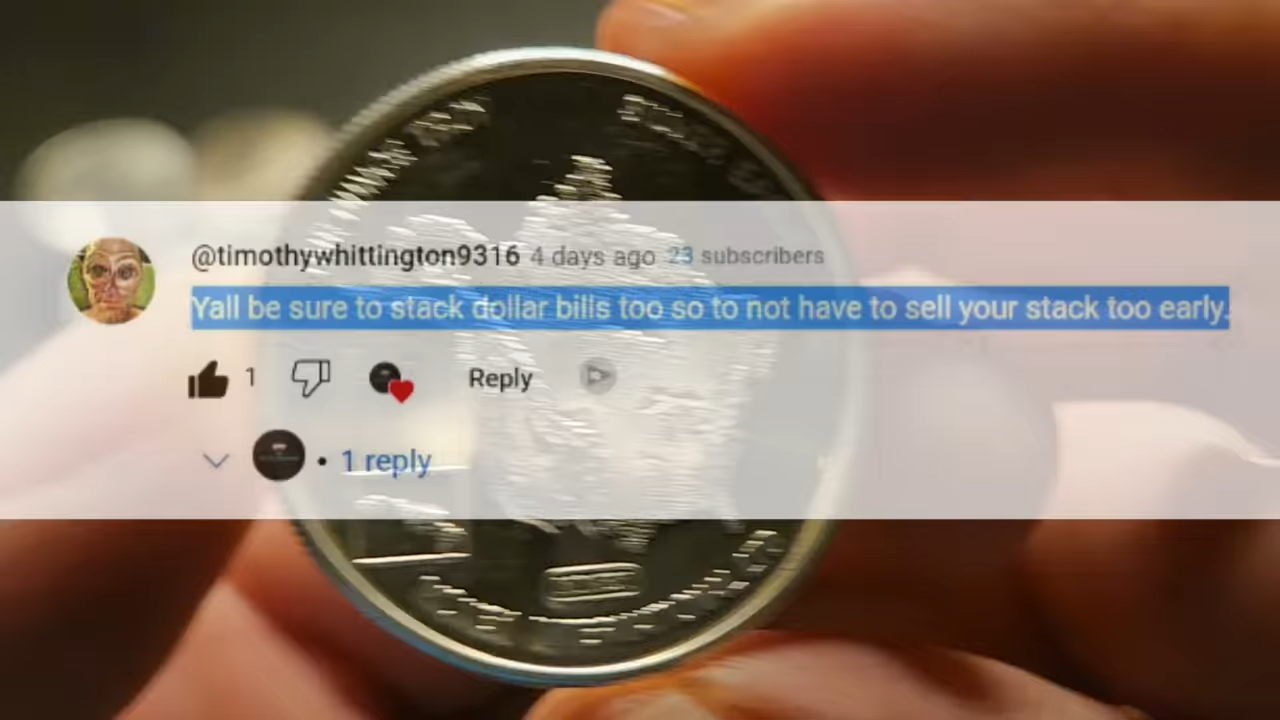 @timothywhittington9316 4 days ago 23 subscribers
Yall be sure to stack dollar bills too so to not have to sell your stack too early.
1 Reply
1 reply